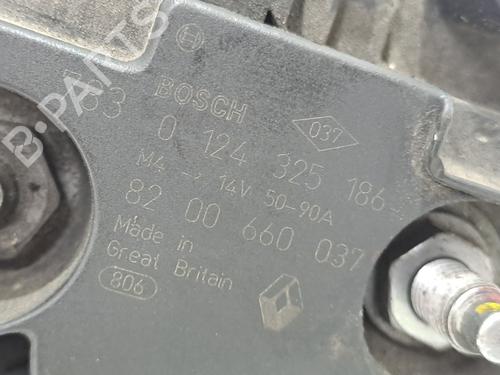 BOSCH
763 0 124 325 186
037
M4 14V 50-90A
82 00 660 037
Made in
Great Britain
806
B-PARTS